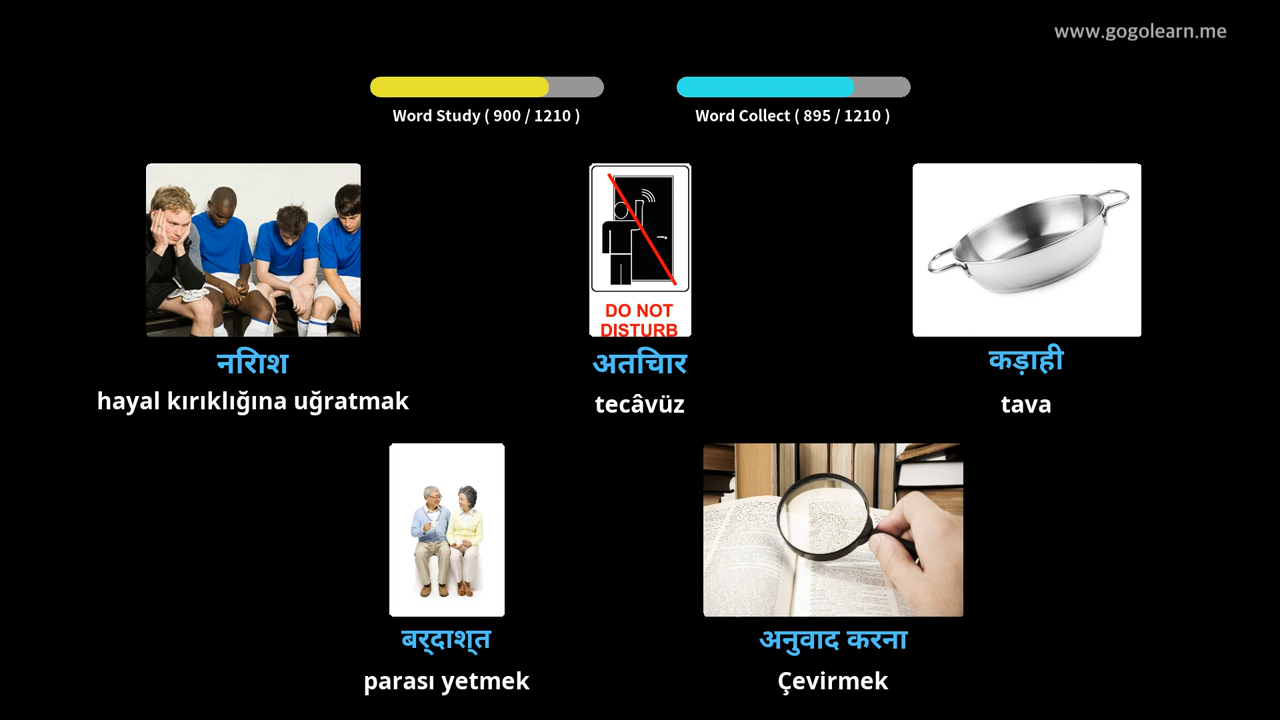 www.gogolearn.me
Word Study ( 900 / 1210 )
Word Collect ( 895 / 1210 )
DO NOT
DISTURB
निराश
अतिचार
कड़ाही
hayal kırıklığına uğratmak
tecâvüz
tava
बर्दाश्त
अनुवाद करना
parası yetmek
Çevirmek